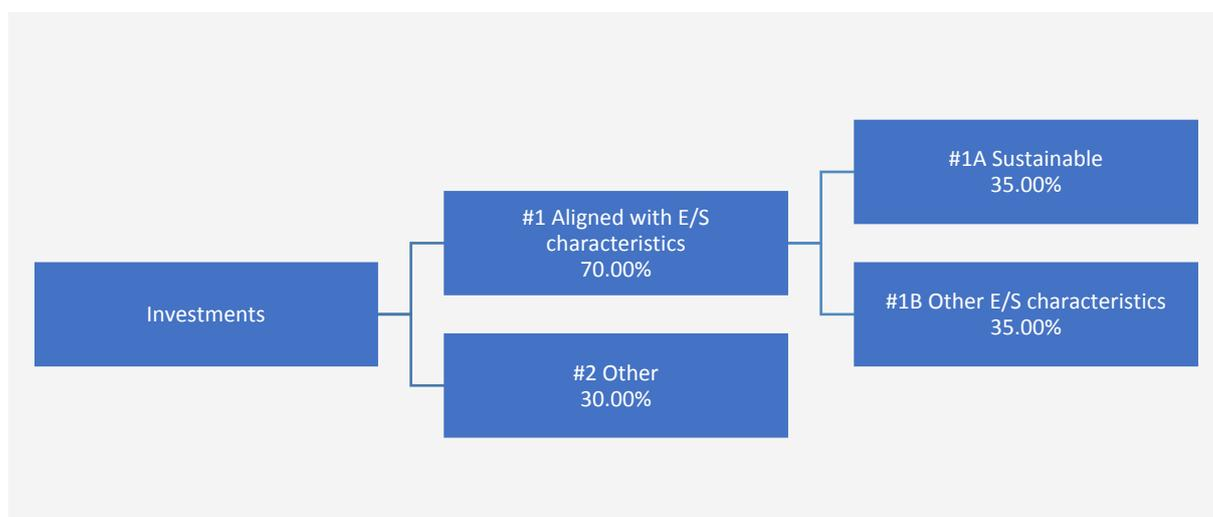 Investments
#1 Aligned with E/S
characteristics
70.00%
#2 Other
30.00%
#1A Sustainable
35.00%
#1B Other E/S characteristics
35.00%